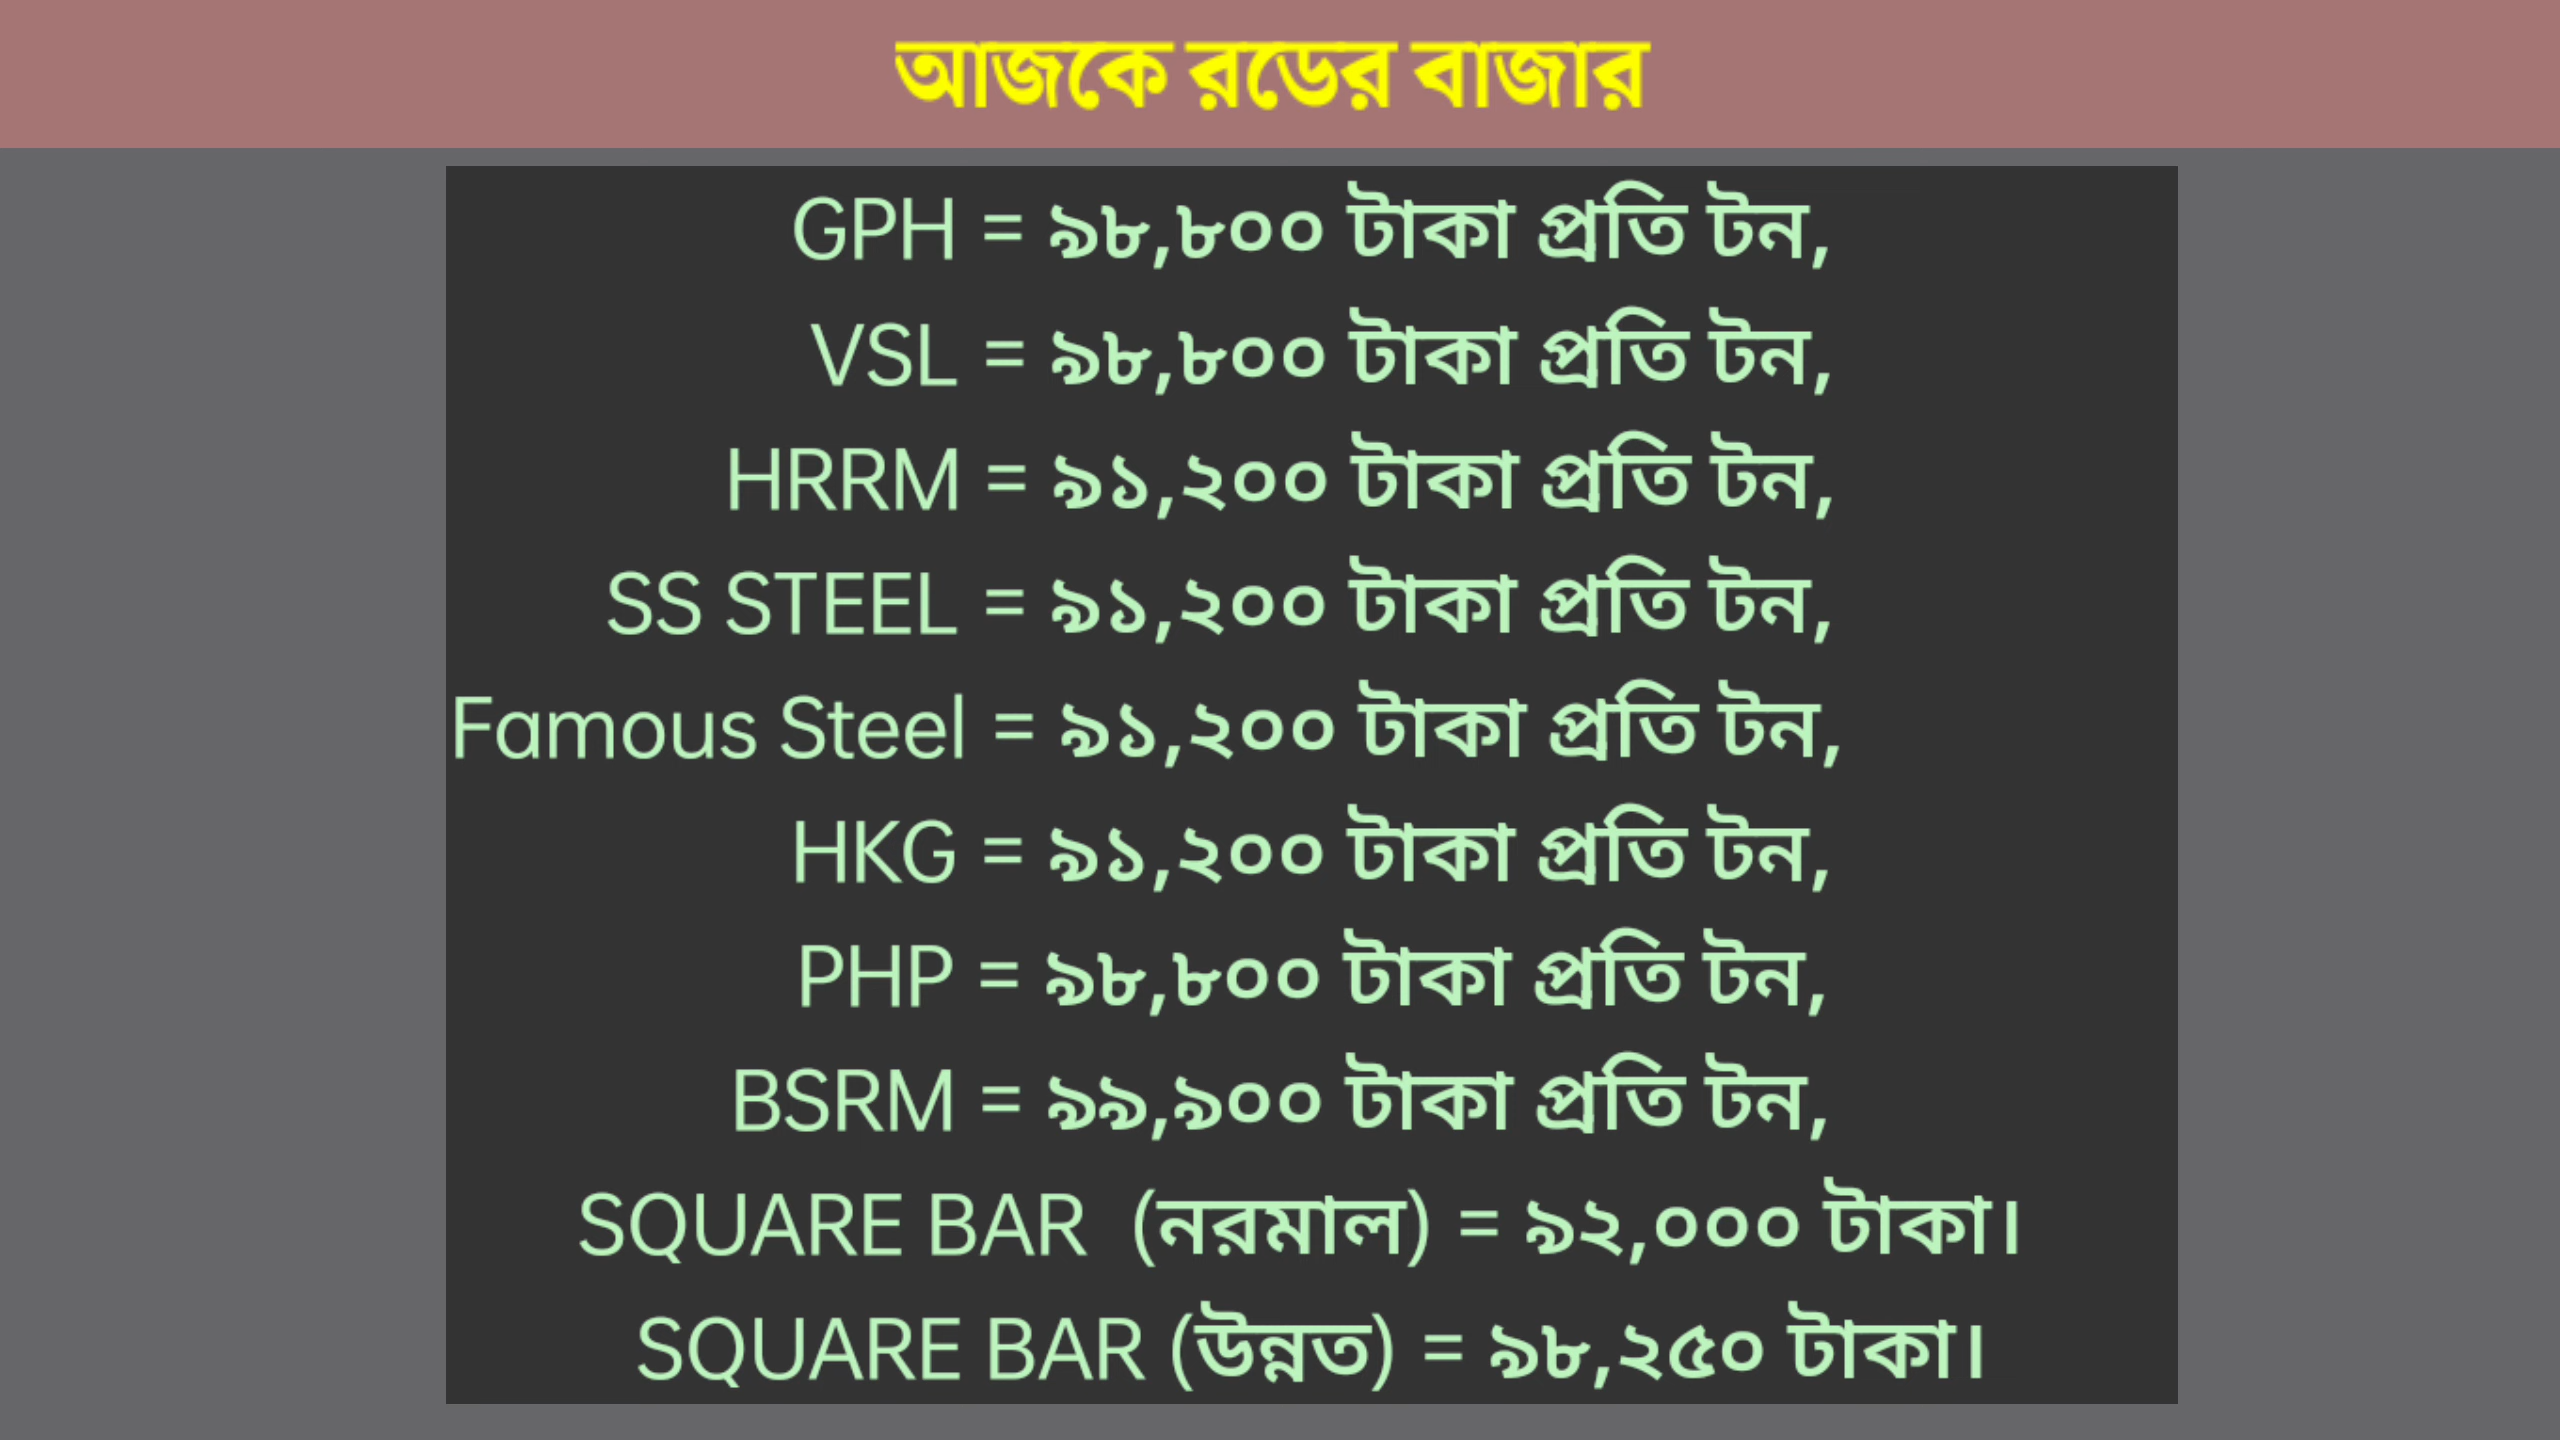 আজকে রডের বাজার
GPH = ৯৮,৮০০ টাকা প্রতি টন,
VSL = ৯৮,৮০০ টাকা প্রতি টন,
HRRM = ৯১,২০০ টাকা প্রতি টন,
SS STEEL = ৯১,২০০ টাকা প্রতি টন,
Famous Steel = ৯১,২০০ টাকা প্রতি টন,
HKG = ৯১,২০০ টাকা প্রতি টন,
PHP = ৯৮,৮০০ টাকা প্রতি টন,
BSRM = ৯৯,৯০০ টাকা প্রতি টন,
SQUARE BAR (নরমাল) = ৯২,০০০ টাকা।
SQUARE BAR (উন্নত) = ৯৮,২৫০ টাকা।